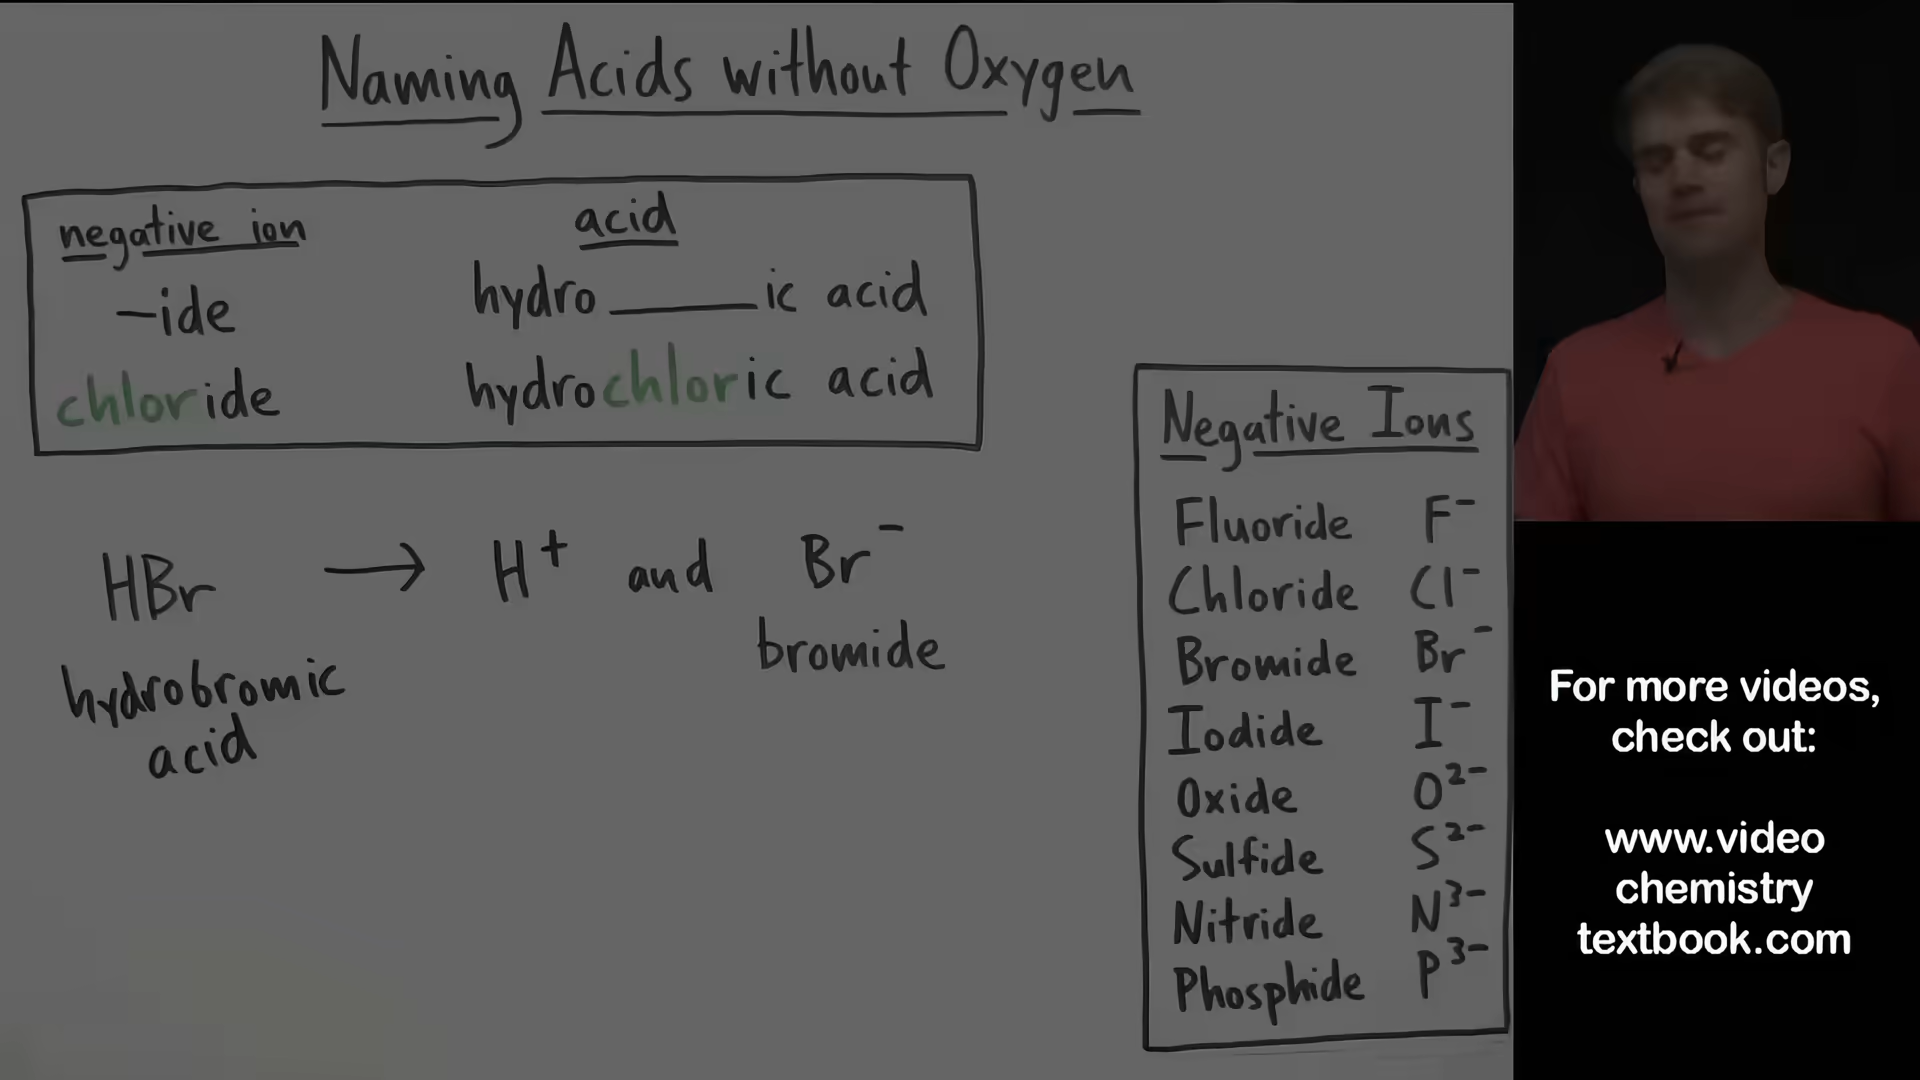 Naming Acids without Oxygen
negative ion acid
-ide hydro ______ ic acid
chloride hydrochloric acid
HBr → H⁺ and Br⁻
bromide
hydrobromic
acid
Negative Ions
Fluoride F⁻
Chloride Cl⁻
Bromide Br⁻
Iodide I⁻
Oxide O²⁻
Sulfide S²⁻
Nitride N³⁻
Phosphide P³⁻
For more videos,
check out:
www.video
chemistry
textbook.com